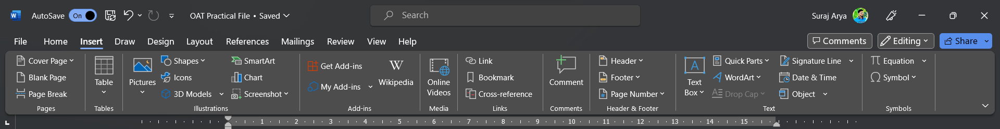 W AutoSave On OAT Practical File • Saved Search Suraj Arya
File Home Insert Draw Design Layout References Mailings Review View Help Comments Editing Share
Cover Page
Blank Page
Page Break
Pages
Table
Tables
Pictures
Shapes
Icons
3D Models
SmartArt
Chart
Screenshot
Illustrations
Get Add-ins
My Add-ins
W
Wikipedia
Add-ins
Online
Videos
Media
Link
Bookmark
Cross-reference
Links
Comment
Comments
Header
Footer
Page Number
Header & Footer
A
Text
Box
Quick Parts
WordArt
Drop Cap
Signature Line
Date & Time
Object
Text
π Equation
Ω Symbol
Symbols
1 2 3 4 5 6 7 8 9 10 11 12 13 14 15